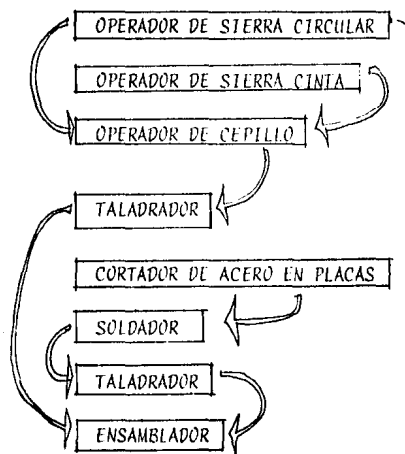 OPERADOR DE SIERRA CIRCULAR
OPERADOR DE SIERRA CINTA
OPERADOR DE CEPILLO
TALADRADOR
CORTADOR DE ACERO EN PLACAS
SOLDADOR
TALADRADOR
ENSAMBLADOR